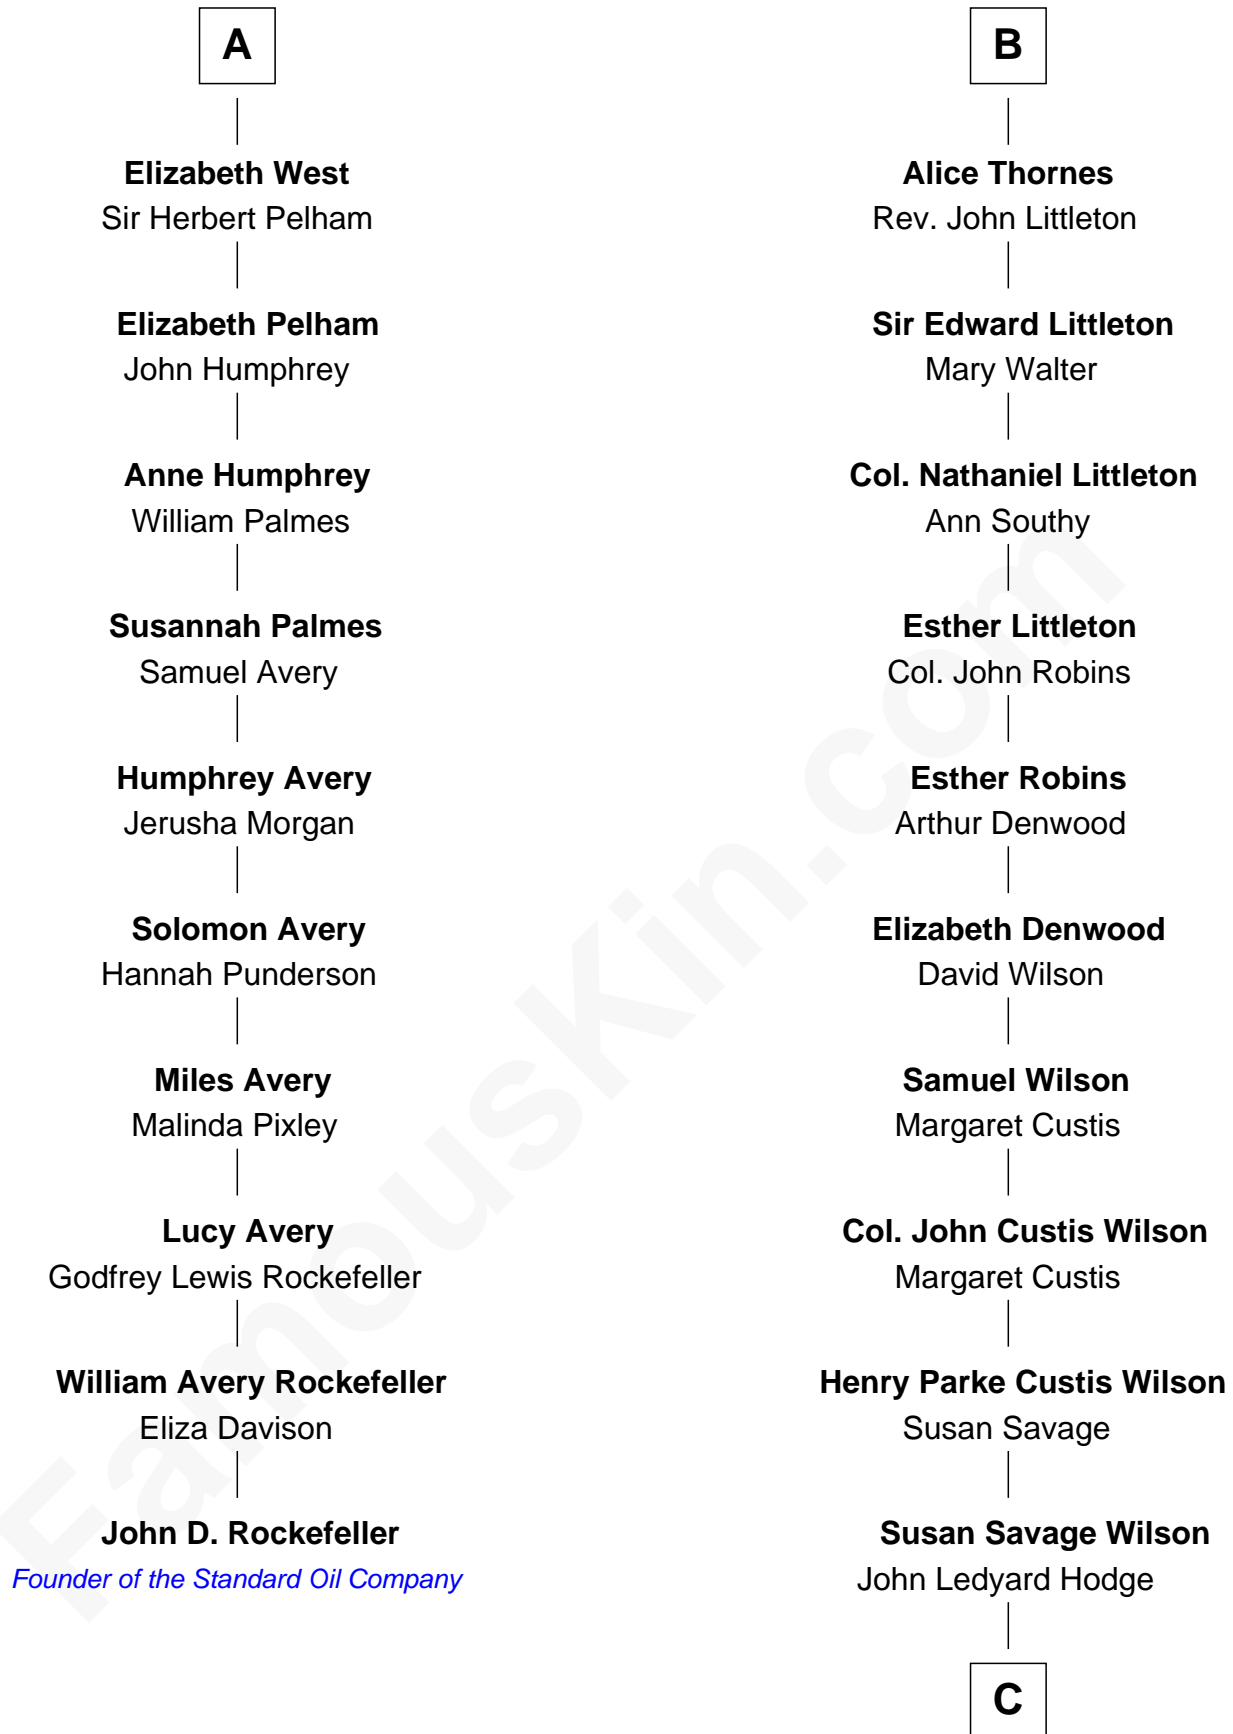 A
Elizabeth West
Sir Herbert Pelham
Elizabeth Pelham
John Humphrey
Anne Humphrey
William Palmes
Susannah Palmes
Samuel Avery
Humphrey Avery
Jerusha Morgan
Solomon Avery
Hannah Punderson
Miles Avery
Malinda Pixley
Lucy Avery
Godfrey Lewis Rockefeller
William Avery Rockefeller
Eliza Davison
John D. Rockefeller
Founder of the Standard Oil Company
B
Alice Thornes
Rev. John Littleton
Sir Edward Littleton
Mary Walter
Col. Nathaniel Littleton
Ann Southy
Esther Littleton
Col. John Robins
Esther Robins
Arthur Denwood
Elizabeth Denwood
David Wilson
Samuel Wilson
Margaret Custis
Col. John Custis Wilson
Margaret Custis
Henry Parke Custis Wilson
Susan Savage
Susan Savage Wilson
John Ledyard Hodge
C
FamousKin.com